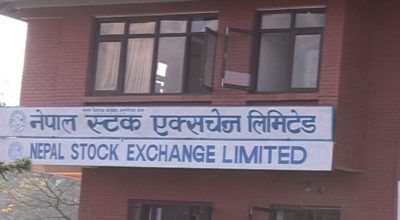 नेपाल स्टक एक्सचेन्ज लिमिटेड
NEPAL STOCK EXCHANGE LIMITED